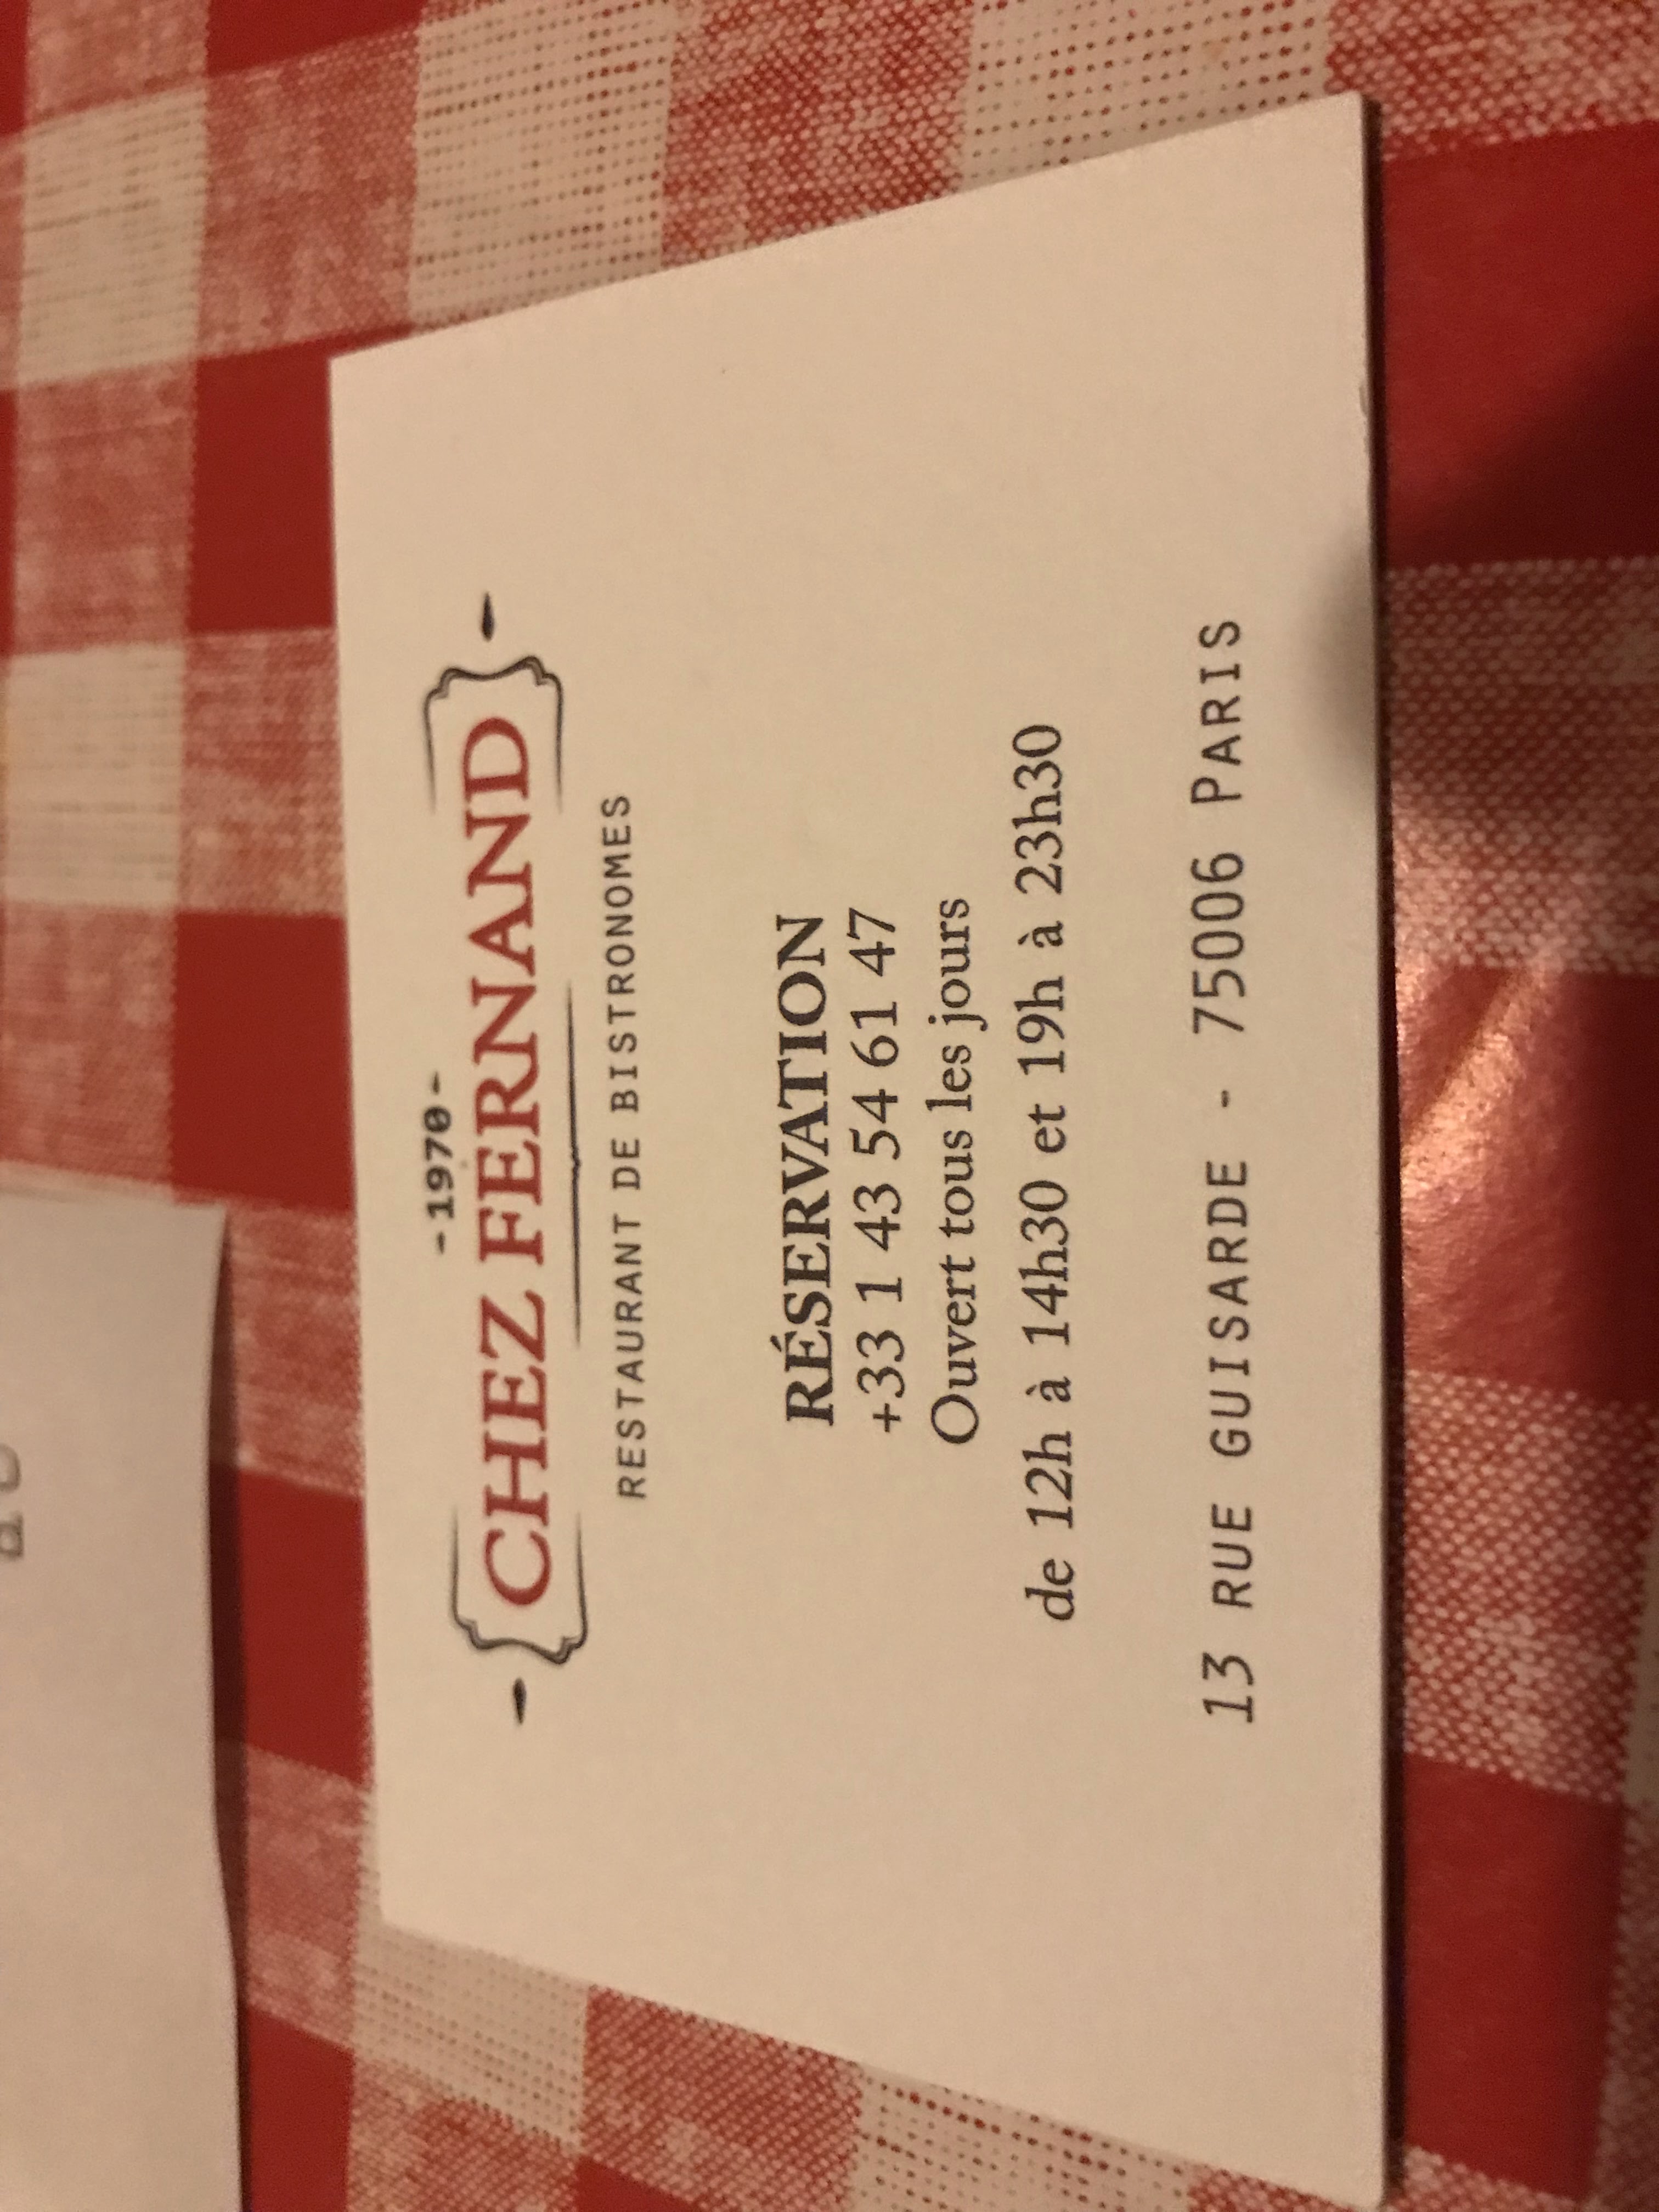 -1970-
CHEZ FERNAND
RESTAURANT DE BISTRONOMES
RÉSERVATION
+33 1 43 54 61 47
Ouvert tous les jours
de 12h à 14h30 et 19h à 23h30
13 RUE GUISARDE - 75006 PARIS